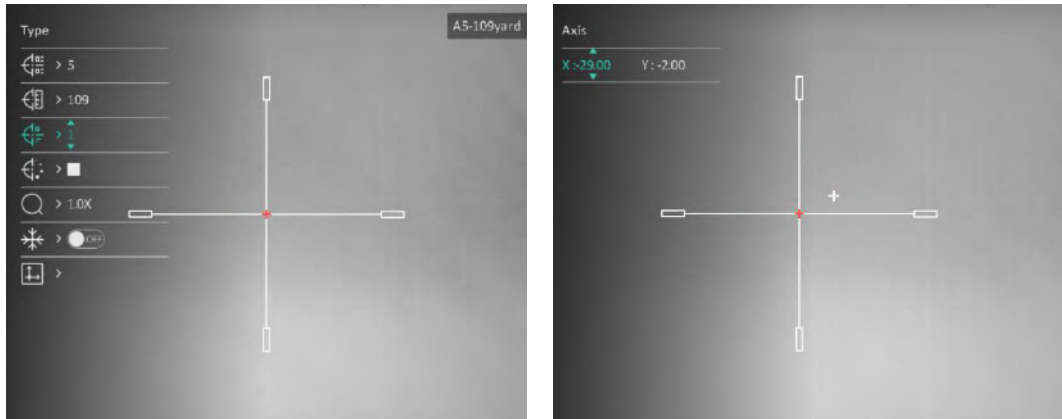 Type
A5-109yard
> 5
> 109
> 1
> 
> 1.0X
> OFF
>
Axis
X :-29.00 Y : -2.00